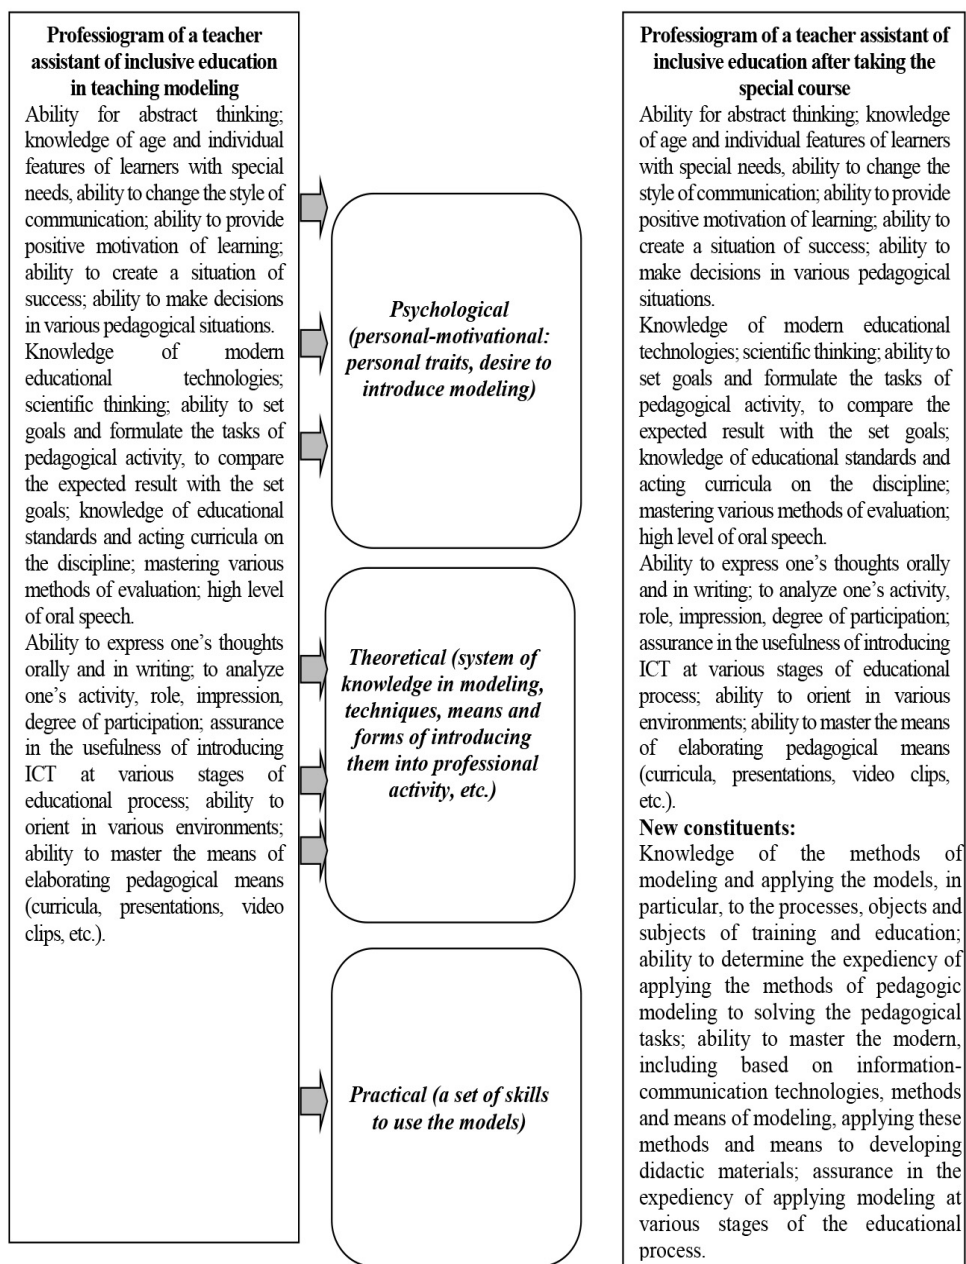 Professiogram of a teacher
assistant of inclusive education
in teaching modeling
Ability for abstract thinking;
knowledge of age and individual
features of learners with special
needs, ability to change the style of
communication; ability to provide
positive motivation of learning;
ability to create a situation of
success; ability to make decisions
in various pedagogical situations.
Knowledge of modern
educational technologies;
scientific thinking; ability to set
goals and formulate the tasks of
pedagogical activity, to compare
the expected result with the set
goals; knowledge of educational
standards and acting curricula on
the discipline; mastering various
methods of evaluation; high level
of oral speech.
Ability to express one’s thoughts
orally and in writing; to analyze
one’s activity, role, impression,
degree of participation; assurance
in the usefulness of introducing
ICT at various stages of
educational process; ability to
orient in various environments;
ability to master the means of
elaborating pedagogical means
(curricula, presentations, video
clips, etc.).
Psychological
(personal-motivational:
personal traits, desire to
introduce modeling)
Theoretical (system of
knowledge in modeling,
techniques, means and
forms of introducing
them into professional
activity, etc.)
Practical (a set of skills
to use the models)
Professiogram of a teacher assistant of
inclusive education after taking the
special course
Ability for abstract thinking; knowledge
of age and individual features of learners
with special needs, ability to change the
style of communication; ability to provide
positive motivation of learning; ability to
create a situation of success; ability to
make decisions in various pedagogical
situations.
Knowledge of modern educational
technologies; scientific thinking; ability to
set goals and formulate the tasks of
pedagogical activity, to compare the
expected result with the set goals;
knowledge of educational standards and
acting curricula on the discipline;
mastering various methods of evaluation;
high level of oral speech.
Ability to express one’s thoughts orally
and in writing; to analyze one’s activity,
role, impression, degree of participation;
assurance in the usefulness of introducing
ICT at various stages of educational
process; ability to orient in various
environments; ability to master the means
of elaborating pedagogical means
(curricula, presentations, video clips,
etc.).
New constituents:
Knowledge of the methods of
modeling and applying the models, in
particular, to the processes, objects and
subjects of training and education;
ability to determine the expediency of
applying the methods of pedagogic
modeling to solving the pedagogical
tasks; ability to master the modern,
including based on information-
communication technologies, methods
and means of modeling, applying these
methods and means to developing
didactic materials; assurance in the
expediency of applying modeling at
various stages of the educational
process.